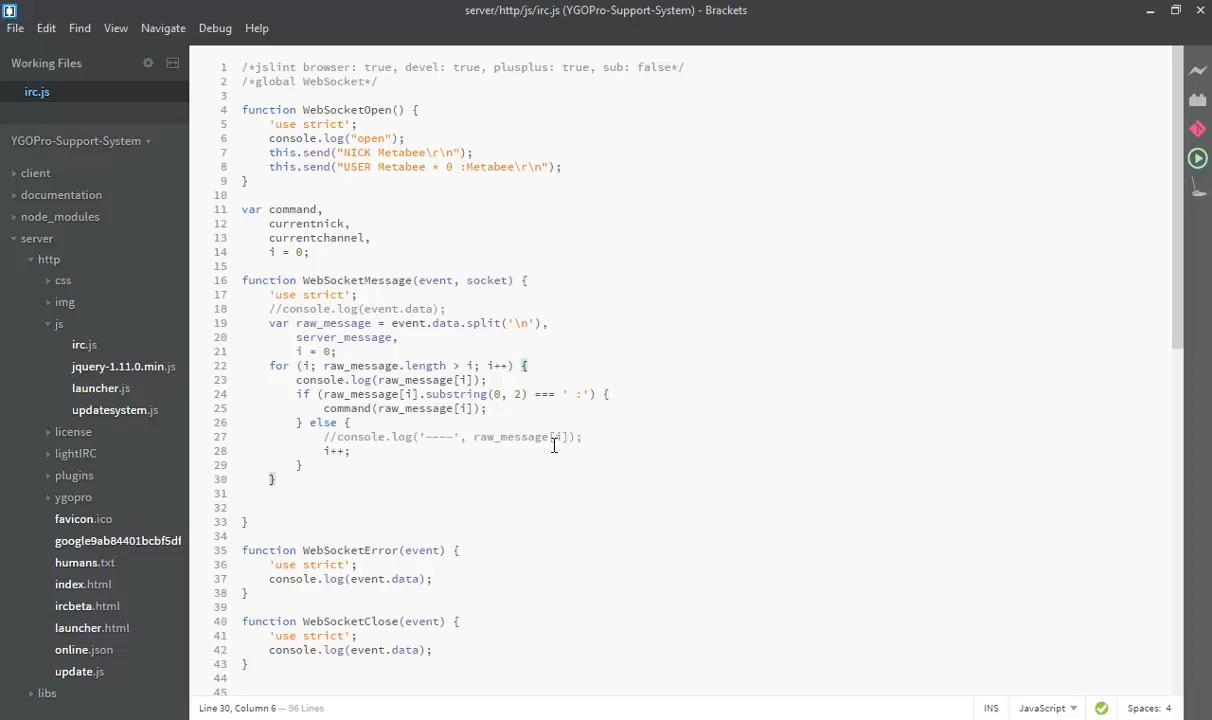 server/http/js/irc.js (YGOPro-Support-System) - Brackets
File Edit Find View Navigate Debug Help
Working Files
irc.js
YGOPro-Support-System
client
documentation
node_modules
server
http
css
img
js
irc.js
jquery-1.11.0.min.js
launcher.js
updatesystem.js
license
lightIRC
plugins
ygopro
favicon.ico
google9ab84401bcbf5df
humans.txt
index.html
ircbeta.html
launcher.html
online.json
update.js
libs
1 /*jslint browser: true, devel: true, plusplus: true, sub: false*/
2 /*global WebSocket*/
3
4 function WebSocketOpen() {
5     'use strict';
6     console.log("open");
7     this.send("NICK Metabee\r\n");
8     this.send("USER Metabee * 0 :Metabee\r\n");
9 }
10
11 var command,
12     currentnick,
13     currentchannel,
14     i = 0;
15
16 function WebSocketMessage(event, socket) {
17     'use strict';
18     //console.log(event.data);
19     var raw_message = event.data.split('\n'),
20         server_message,
21         i = 0;
22     for (i; raw_message.length > i; i++) {
23         console.log(raw_message[i]);
24         if (raw_message[i].substring(0, 2) === ' :') {
25             command(raw_message[i]);
26         } else {
27             //console.log('----', raw_message[i]);
28             i++;
29         }
30     }
31
32
33 }
34
35 function WebSocketError(event) {
36     'use strict';
37     console.log(event.data);
38 }
39
40 function WebSocketClose(event) {
41     'use strict';
42     console.log(event.data);
43 }
44
45
Line 30, Column 6 — 96 Lines
INS JavaScript Spaces: 4